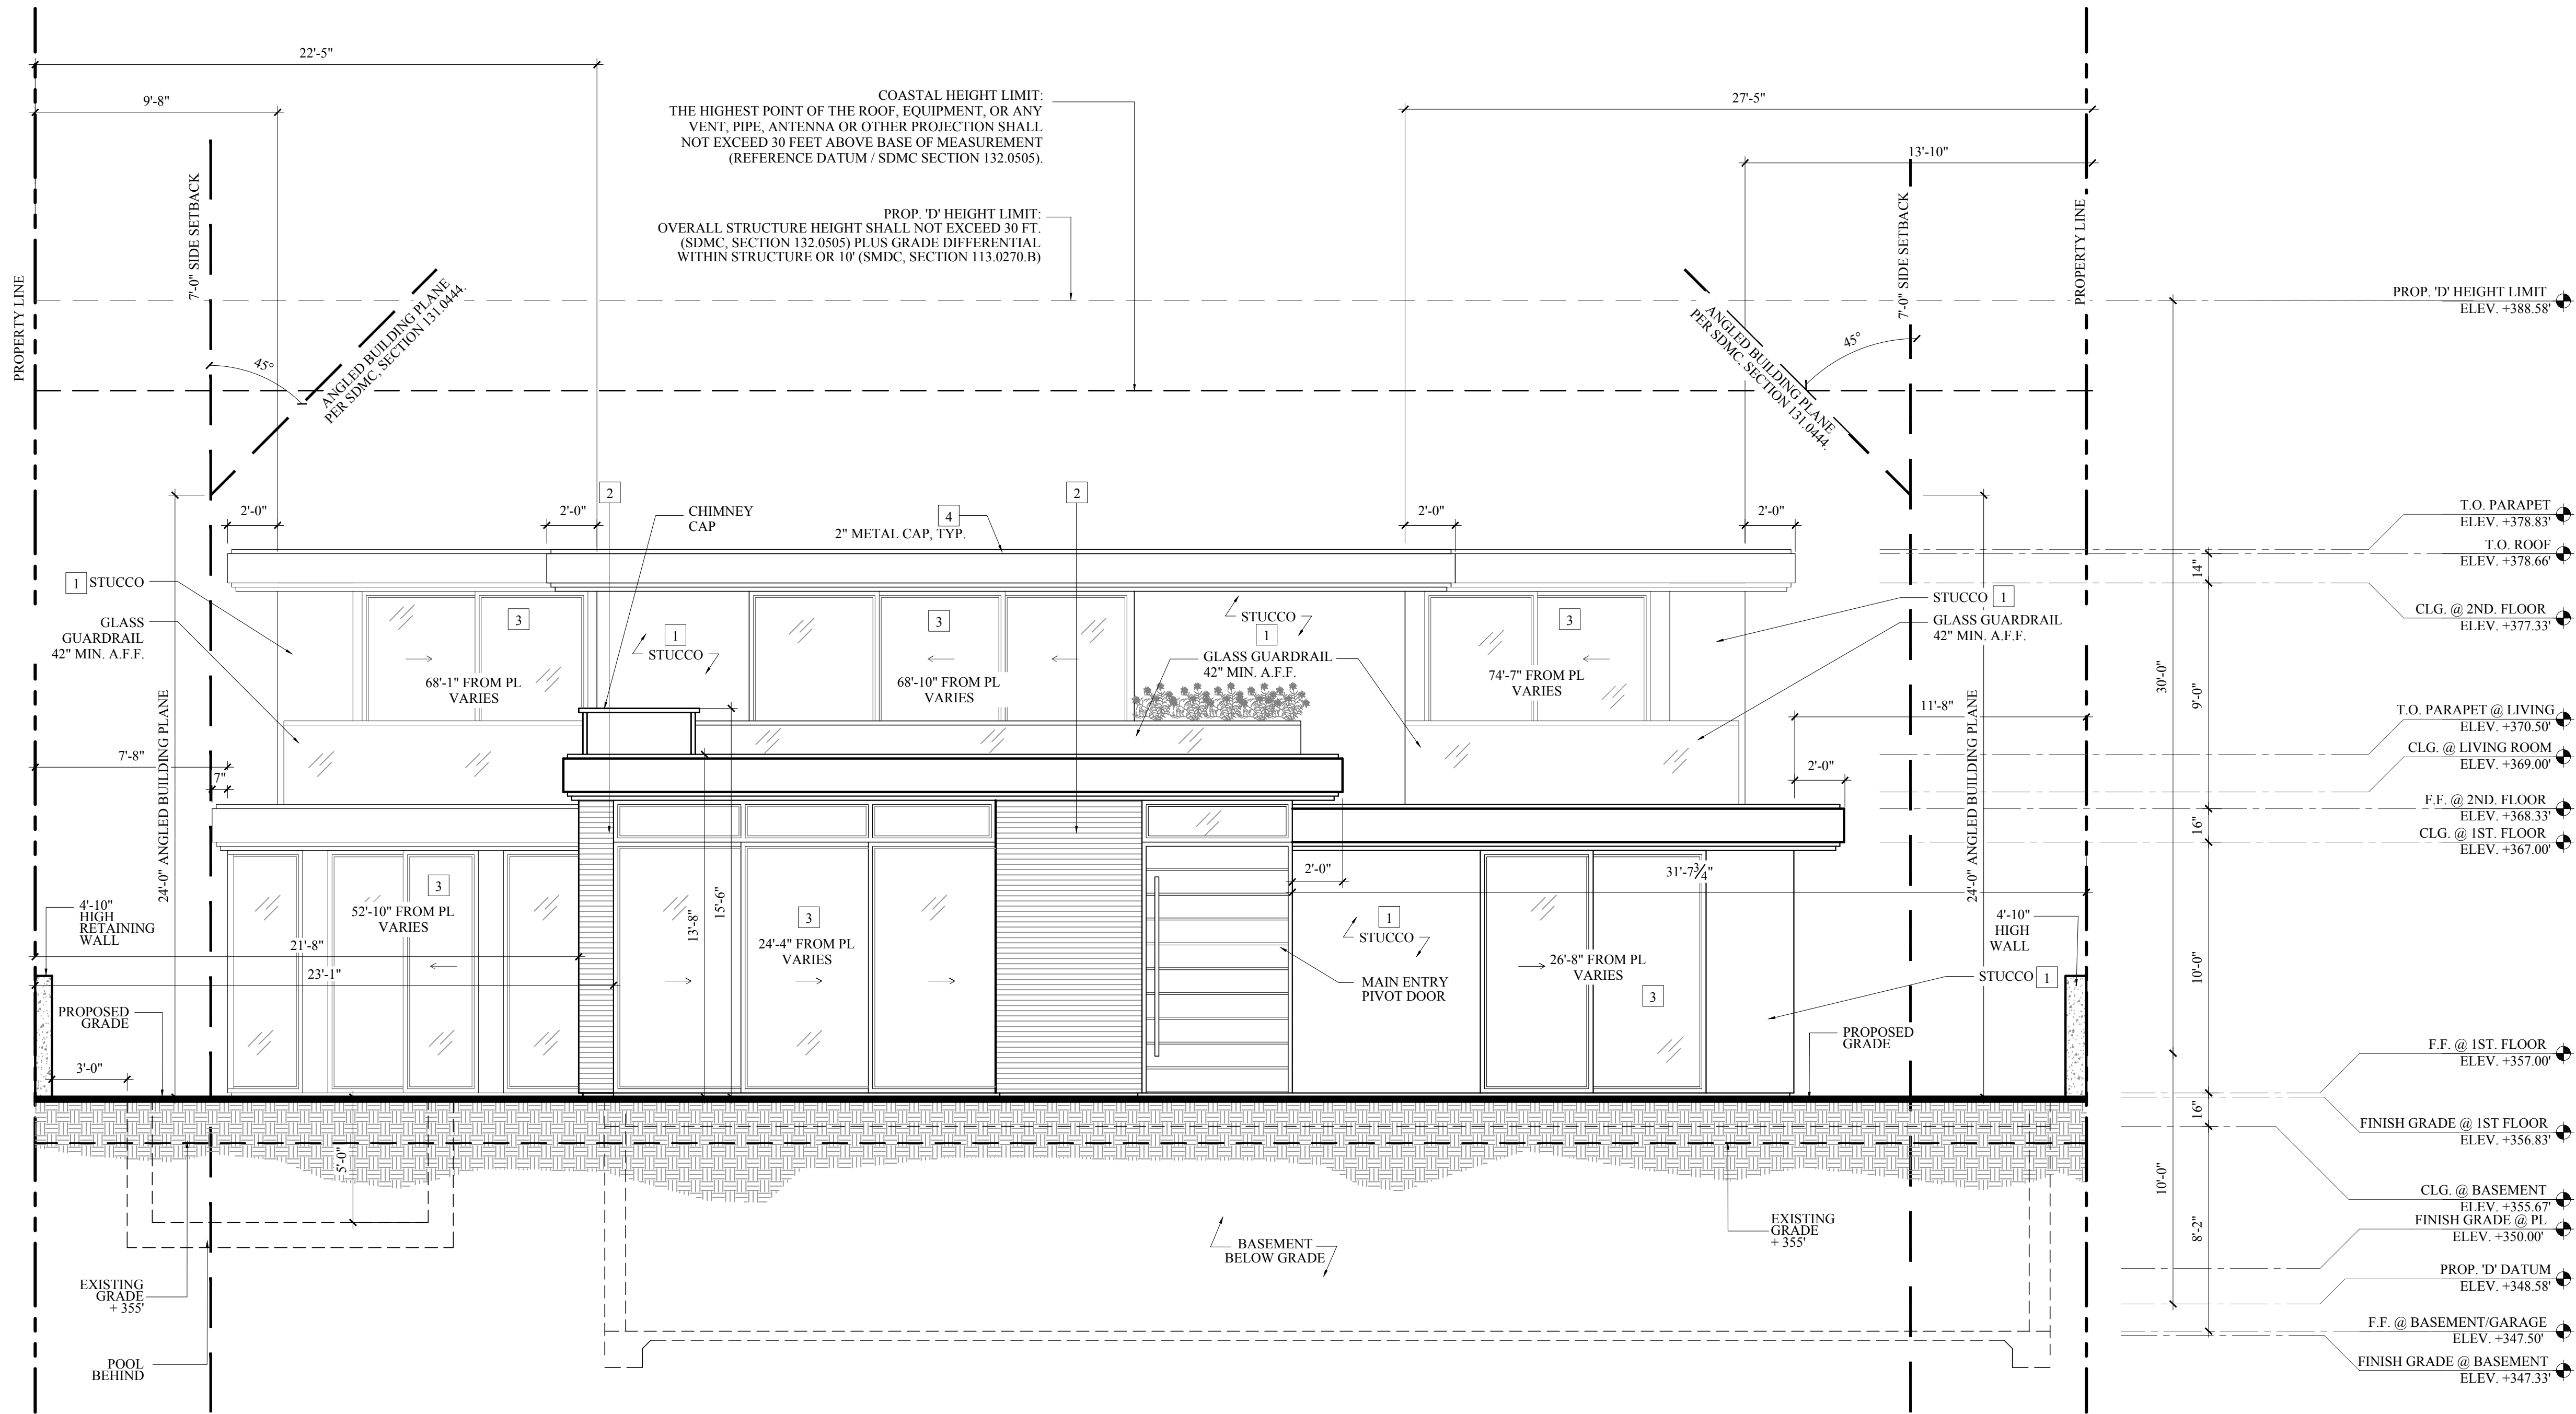 22'-5"
9'-8"
COASTAL HEIGHT LIMIT:
THE HIGHEST POINT OF THE ROOF, EQUIPMENT, OR ANY
VENT, PIPE, ANTENNA OR OTHER PROJECTION SHALL
NOT EXCEED 30 FEET ABOVE BASE OF MEASUREMENT
(REFERENCE DATUM / SDMC SECTION 132.0505).
27'-5"
13'-10"
PROP. 'D' HEIGHT LIMIT:
OVERALL STRUCTURE HEIGHT SHALL NOT EXCEED 30 FT.
(SDMC, SECTION 132.0505) PLUS GRADE DIFFERENTIAL
WITHIN STRUCTURE OR 10' (SMDC, SECTION 113.0270.B)
PROPERTY LINE
7'-0" SIDE SETBACK
45°
ANGLED BUILDING PLANE
PER SDMC, SECTION 131.0444.
ANGLED BUILDING PLANE
PER SDMC, SECTION 131.0444.
45°
7'-0" SIDE SETBACK
PROPERTY LINE
PROP. 'D' HEIGHT LIMIT
ELEV. +388.58'
2'-0"
2'-0"
2
CHIMNEY
CAP
4
2" METAL CAP, TYP.
2
2'-0"
2'-0"
T.O. PARAPET
ELEV. +378.83'
T.O. ROOF
ELEV. +378.66'
14"
1 STUCCO
GLASS
GUARDRAIL
42" MIN. A.F.F.
3
68'-1" FROM PL
VARIES
1
STUCCO
3
68'-10" FROM PL
VARIES
STUCCO
1
GLASS GUARDRAIL
42" MIN. A.F.F.
3
74'-7" FROM PL
VARIES
STUCCO 1
GLASS GUARDRAIL
42" MIN. A.F.F.
CLG. @ 2ND. FLOOR
ELEV. +377.33'
30'-0"
9'-0"
24'-0" ANGLED BUILDING PLANE
7'-8"
7"
11'-8"
2'-0"
24'-0" ANGLED BUILDING PLANE
T.O. PARAPET @ LIVING
ELEV. +370.50'
CLG. @ LIVING ROOM
ELEV. +369.00'
F.F. @ 2ND. FLOOR
ELEV. +368.33'
16"
CLG. @ 1ST. FLOOR
ELEV. +367.00'
4'-10"
HIGH
RETAINING
WALL
3
52'-10" FROM PL
VARIES
21'-8"
23'-1"
13'-8"
15'-6"
3
24'-4" FROM PL
VARIES
2'-0"
31'-7 3/4"
1
STUCCO
MAIN ENTRY
PIVOT DOOR
26'-8" FROM PL
VARIES
3
4'-10"
HIGH
WALL
STUCCO 1
10'-0"
PROPOSED
GRADE
3'-0"
PROPOSED
GRADE
F.F. @ 1ST. FLOOR
ELEV. +357.00'
16"
FINISH GRADE @ 1ST FLOOR
ELEV. +356.83'
5'-0"
10'-0"
8'-2"
CLG. @ BASEMENT
ELEV. +355.67'
FINISH GRADE @ PL
ELEV. +350.00'
BASEMENT
BELOW GRADE
EXISTING
GRADE
+ 355'
EXISTING
GRADE
+ 355'
PROP. 'D' DATUM
ELEV. +348.58'
F.F. @ BASEMENT/GARAGE
ELEV. +347.50'
POOL
BEHIND
FINISH GRADE @ BASEMENT
ELEV. +347.33'